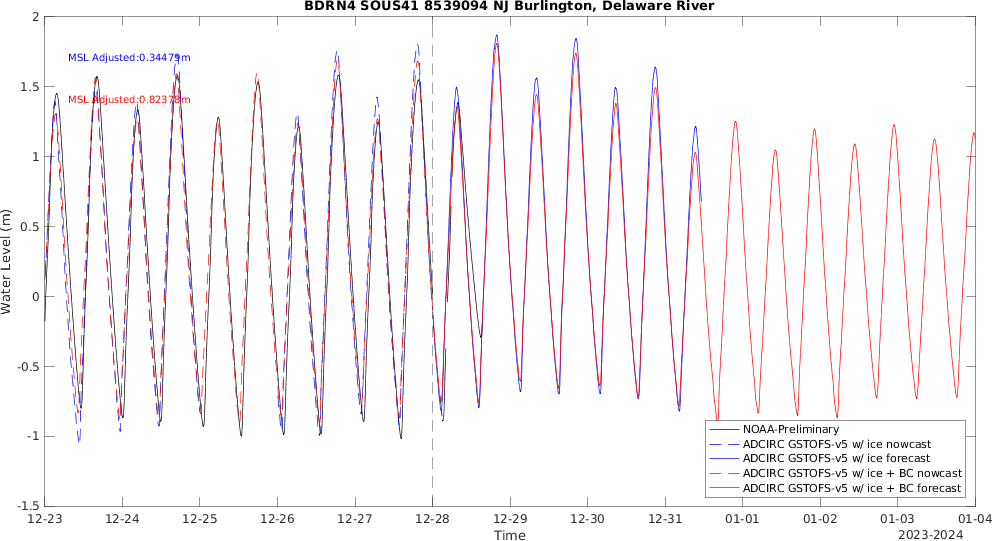 BDRN4 SOUS41 8539094 NJ Burlington, Delaware River
2
1.5
1
0.5
0
-0.5
-1
-1.5
Water Level (m)
MSL Adjusted:0.34479m
MSL Adjusted:0.82378m
NOAA-Preliminary
ADCIRC GSTOFS-v5 w/ ice nowcast
ADCIRC GSTOFS-v5 w/ ice forecast
ADCIRC GSTOFS-v5 w/ ice + BC nowcast
ADCIRC GSTOFS-v5 w/ ice + BC forecast
12-23 12-24 12-25 12-26 12-27 12-28 12-29 12-30 12-31 01-01 01-02 01-03 01-04
Time
2023-2024